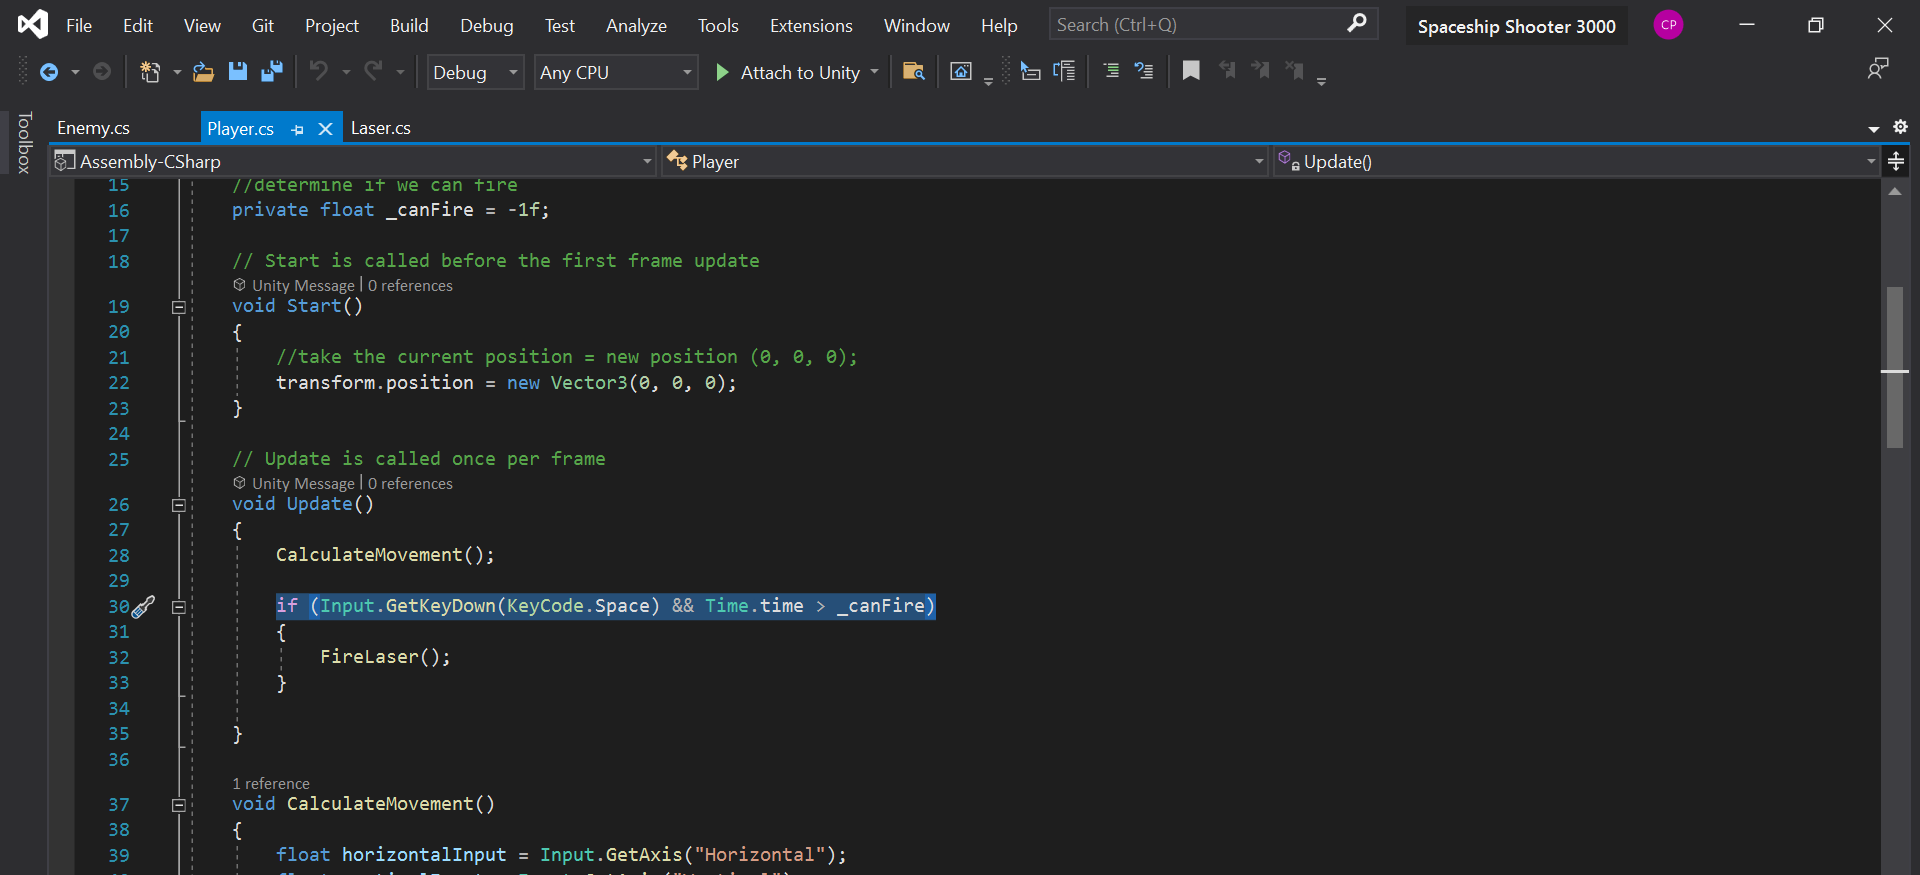 File Edit View Git Project Build Debug Test Analyze Tools Extensions Window Help Search (Ctrl+Q) Spaceship Shooter 3000 CP
Debug Any CPU Attach to Unity
Toolbox
Enemy.cs Player.cs Laser.cs
Assembly-CSharp Player Update()
15 //determine if we can fire
16 private float _canFire = -1f;
17
18 // Start is called before the first frame update
Unity Message | 0 references
19 void Start()
20 {
21 //take the current position = new position (0, 0, 0);
22 transform.position = new Vector3(0, 0, 0);
23 }
24
25 // Update is called once per frame
Unity Message | 0 references
26 void Update()
27 {
28 CalculateMovement();
29
30 if (Input.GetKeyDown(KeyCode.Space) && Time.time > _canFire)
31 {
32 FireLaser();
33 }
34
35 }
36
1 reference
37 void CalculateMovement()
38 {
39 float horizontalInput = Input.GetAxis("Horizontal");